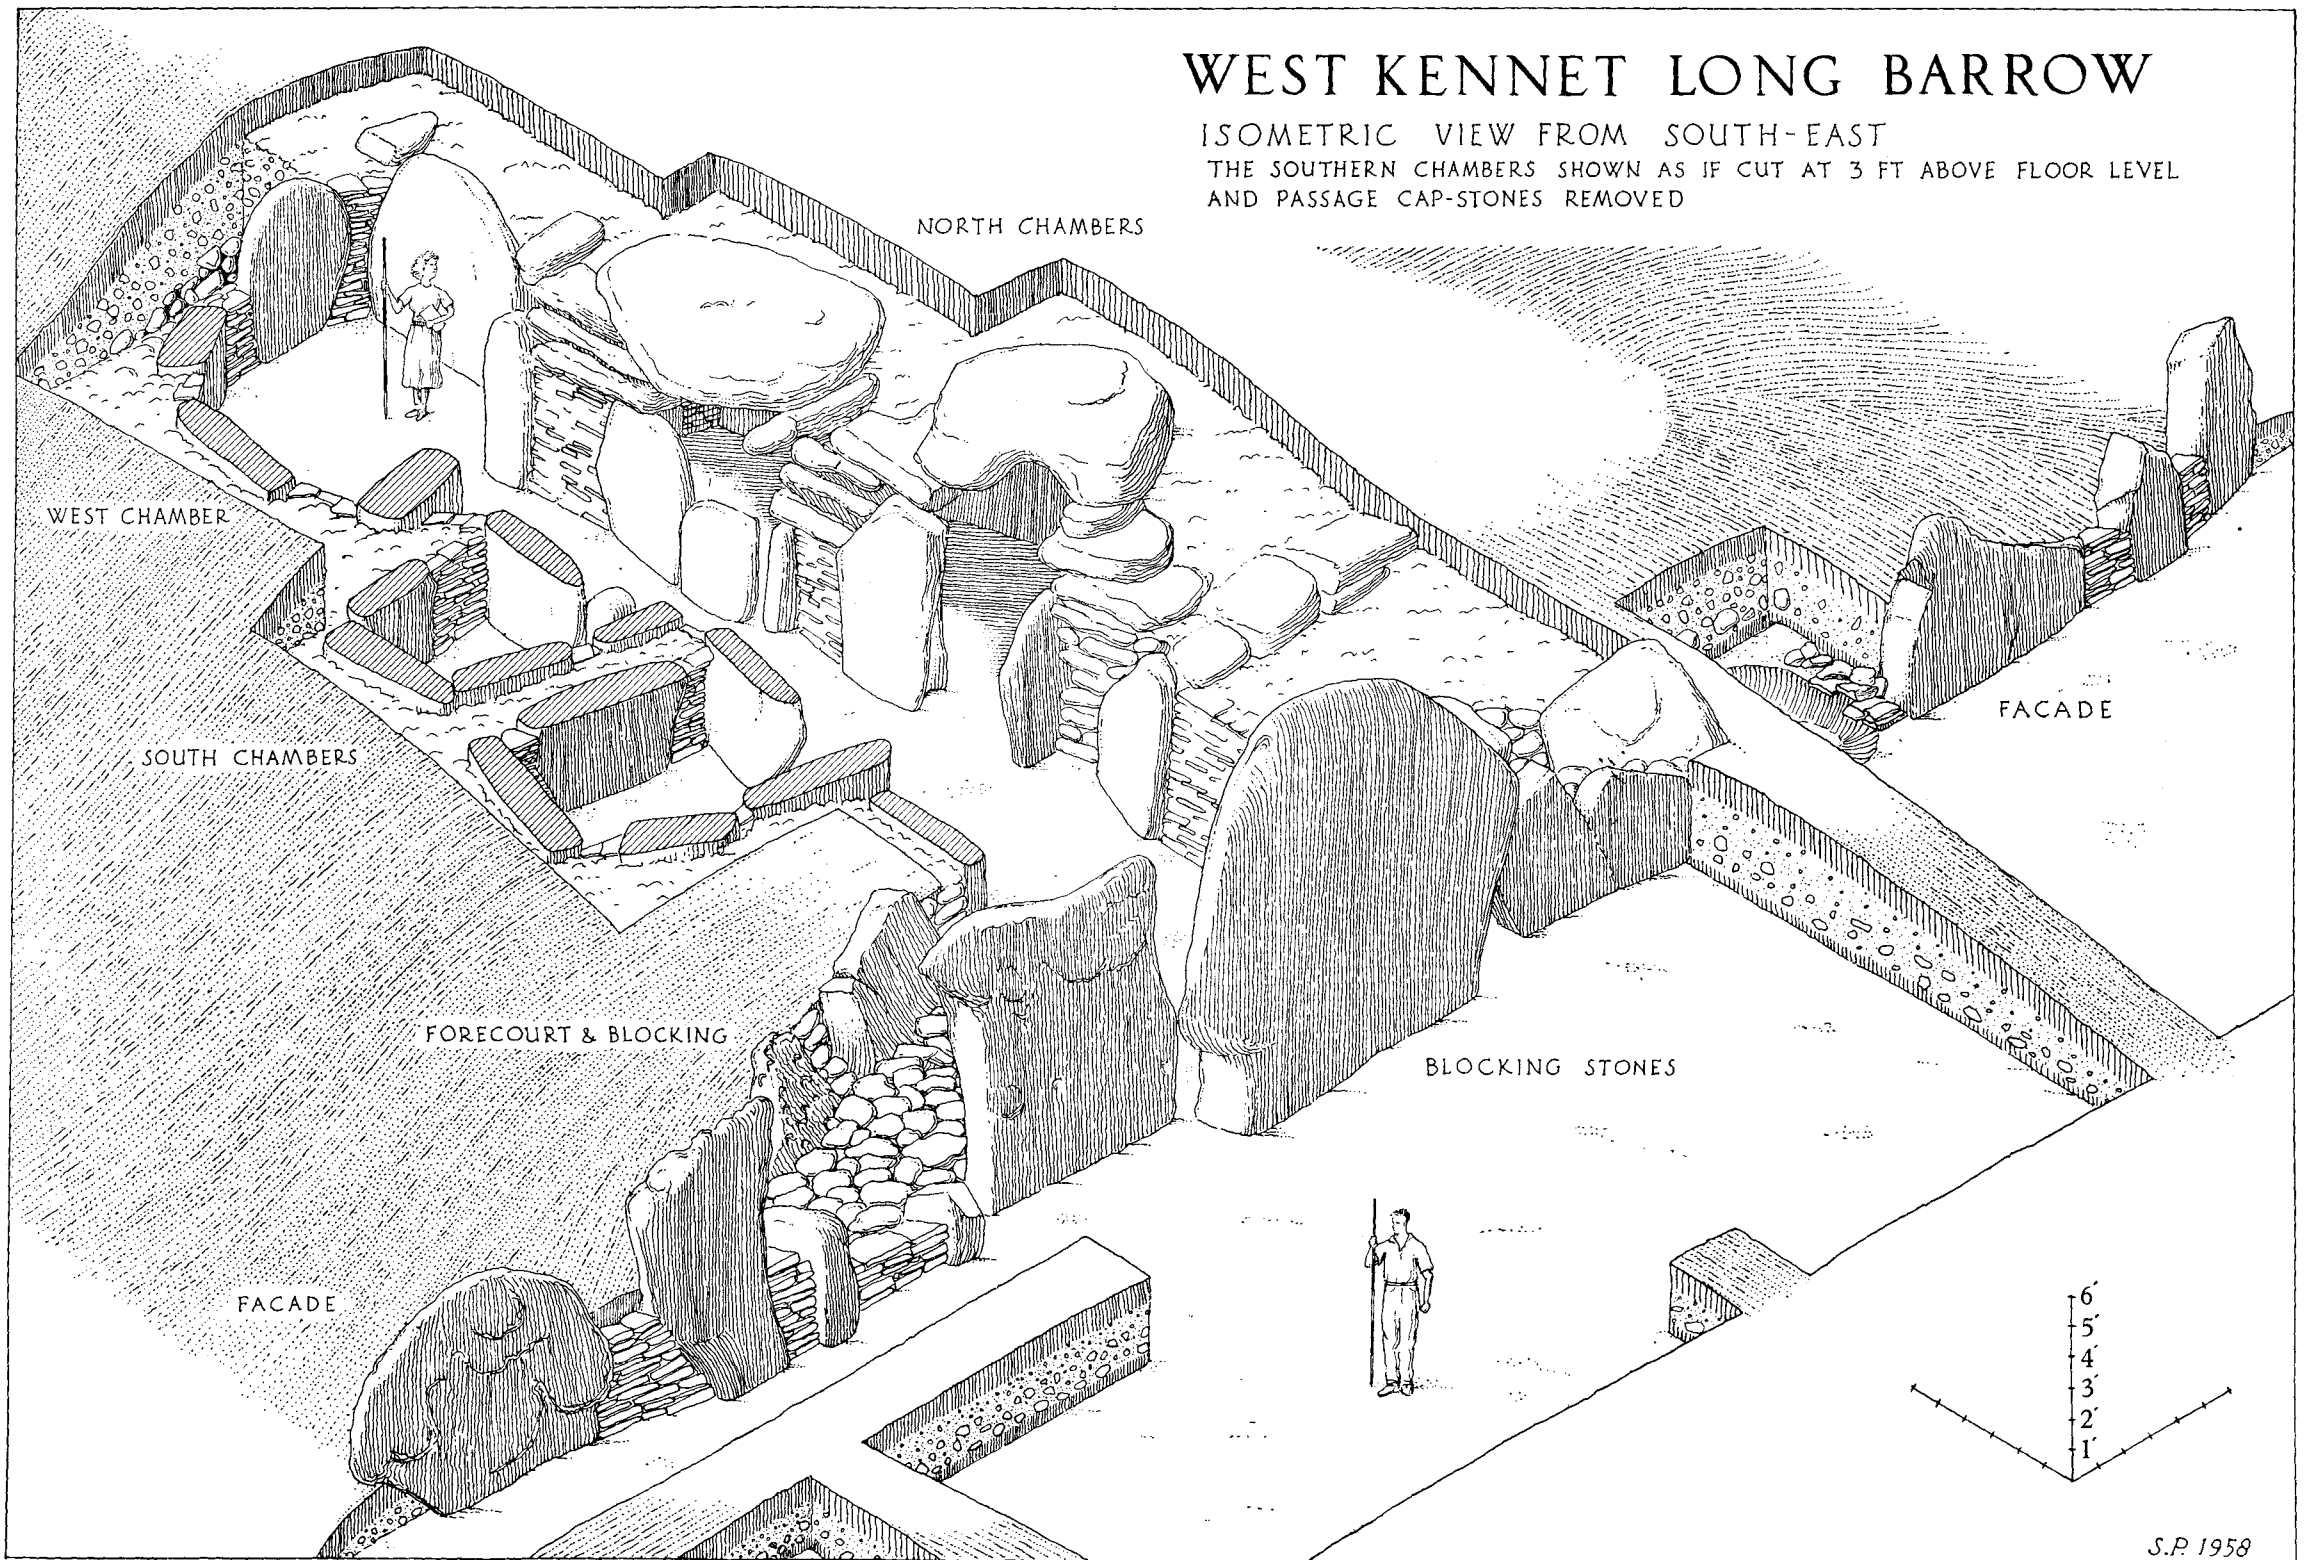 WEST KENNET LONG BARROW
ISOMETRIC VIEW FROM SOUTH-EAST
THE SOUTHERN CHAMBERS SHOWN AS IF CUT AT 3 FT ABOVE FLOOR LEVEL
AND PASSAGE CAP-STONES REMOVED
NORTH CHAMBERS
WEST CHAMBER
FACADE
SOUTH CHAMBERS
FORECOURT & BLOCKING
BLOCKING STONES
FACADE
6'
5'
4'
3'
2'
1'
S.P. 1958